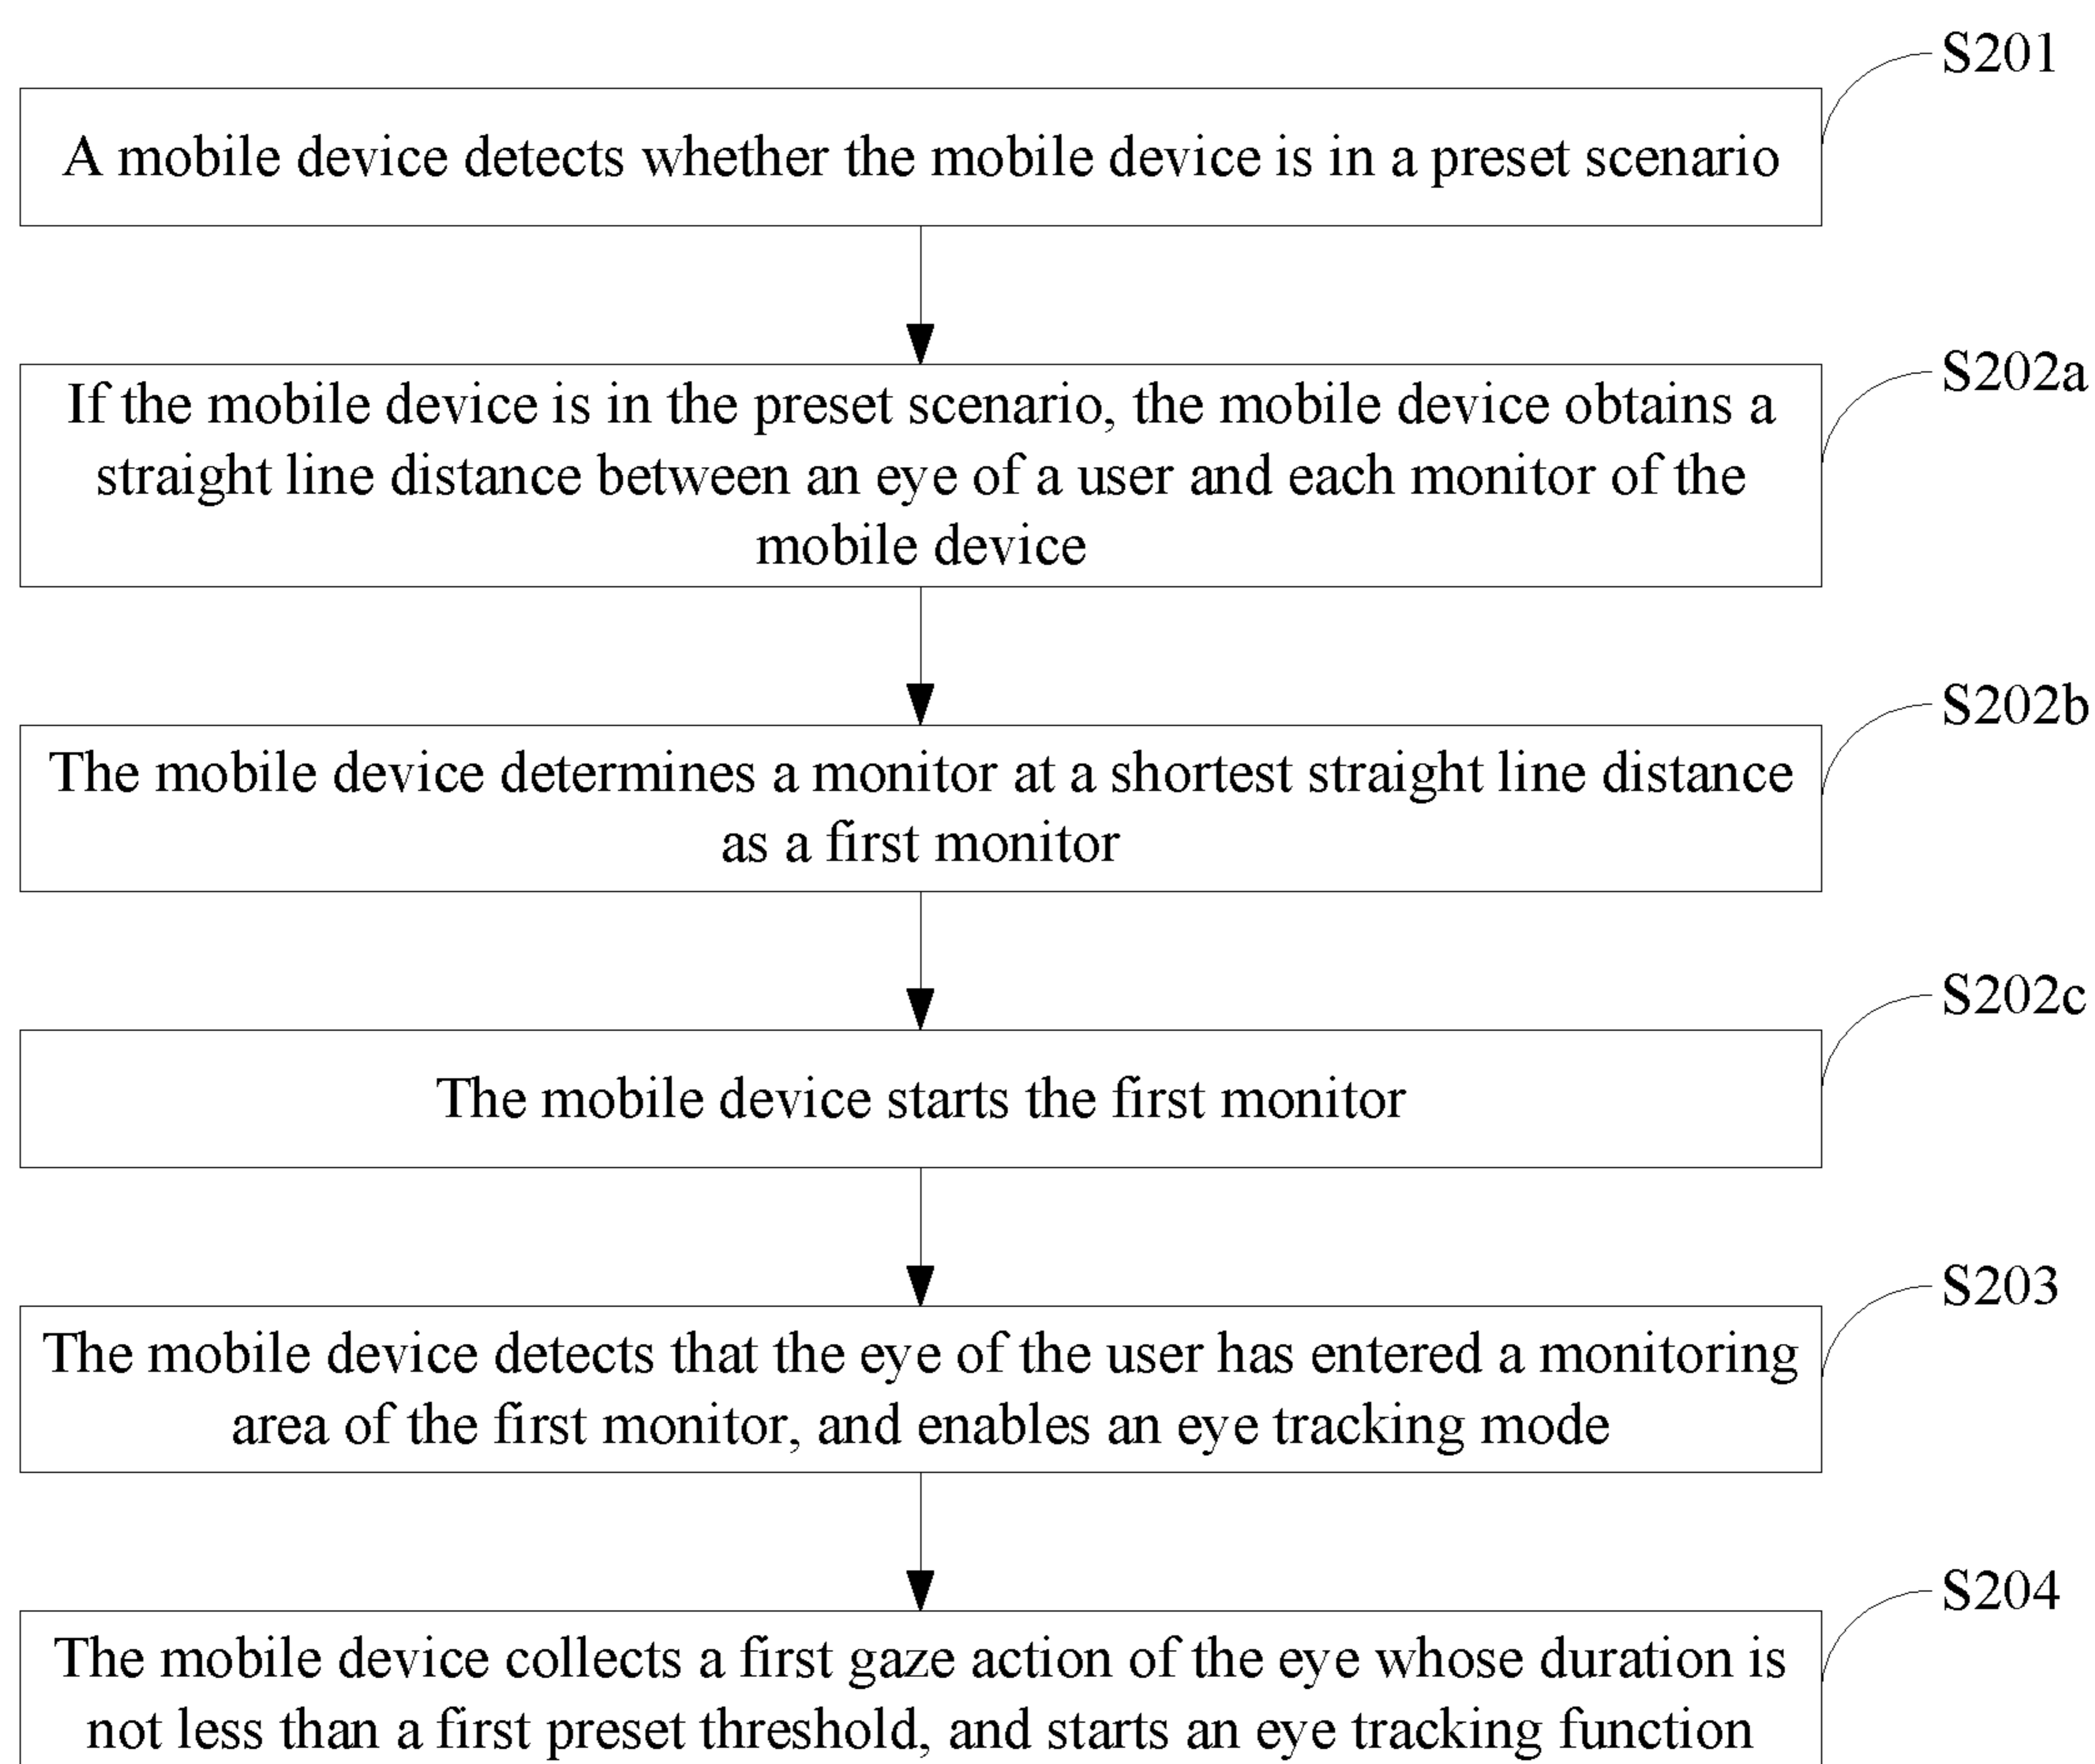 S201
A mobile device detects whether the mobile device is in a preset scenario
S202a
If the mobile device is in the preset scenario, the mobile device obtains a
straight line distance between an eye of a user and each monitor of the
mobile device
S202b
The mobile device determines a monitor at a shortest straight line distance
as a first monitor
S202c
The mobile device starts the first monitor
S203
The mobile device detects that the eye of the user has entered a monitoring
area of the first monitor, and enables an eye tracking mode
S204
The mobile device collects a first gaze action of the eye whose duration is
not less than a first preset threshold, and starts an eye tracking function